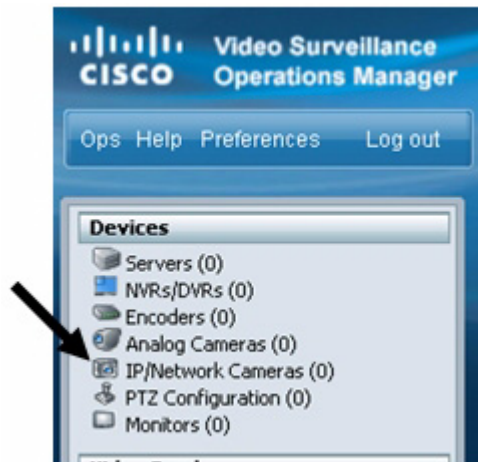 CISCO
Video Surveillance
Operations Manager
Ops Help Preferences Log out
Devices
Servers (0)
NVRs/DVRs (0)
Encoders (0)
Analog Cameras (0)
IP/Network Cameras (0)
PTZ Configuration (0)
Monitors (0)